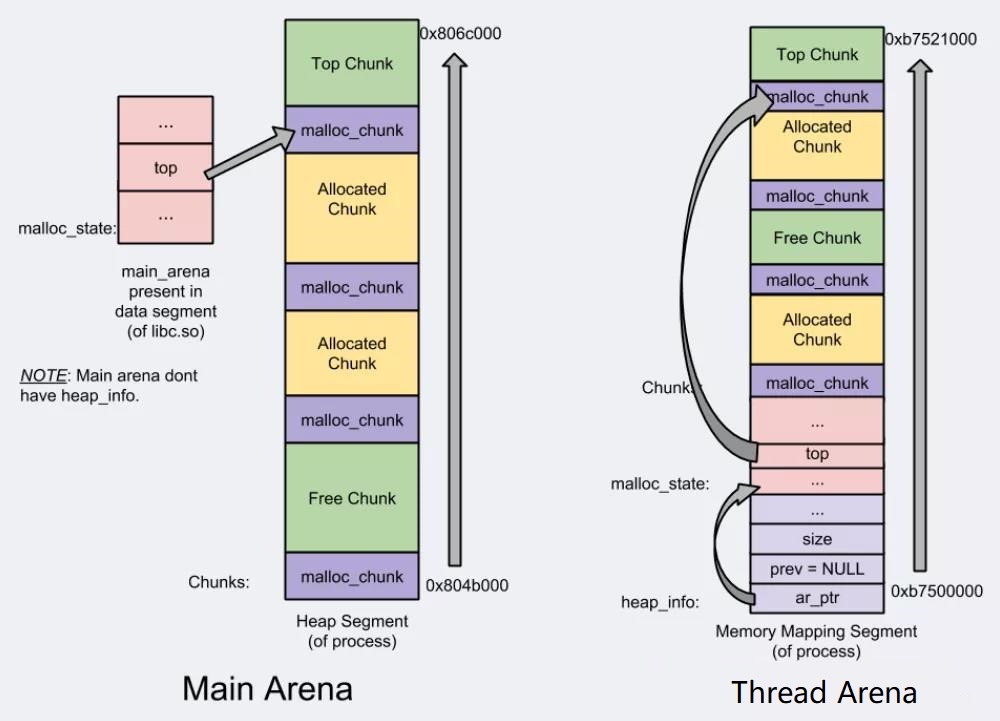 0x806c000
Top Chunk
malloc_chunk
Allocated
Chunk
malloc_chunk
Allocated
Chunk
malloc_chunk
Free Chunk
malloc_chunk
0x804b000
Chunks:
...
top
...
malloc_state:
main_arena
present in
data segment
(of libc.so)
NOTE: Main arena dont
have heap_info.
Heap Segment
(of process)
Main Arena
0xb7521000
Top Chunk
malloc_chunk
Allocated
Chunk
malloc_chunk
Free Chunk
malloc_chunk
Allocated
Chunk
malloc_chunk
Chunks:
...
top
malloc_state:
...
...
size
prev = NULL
ar_ptr
heap_info:
0xb7500000
Memory Mapping Segment
(of process)
Thread Arena